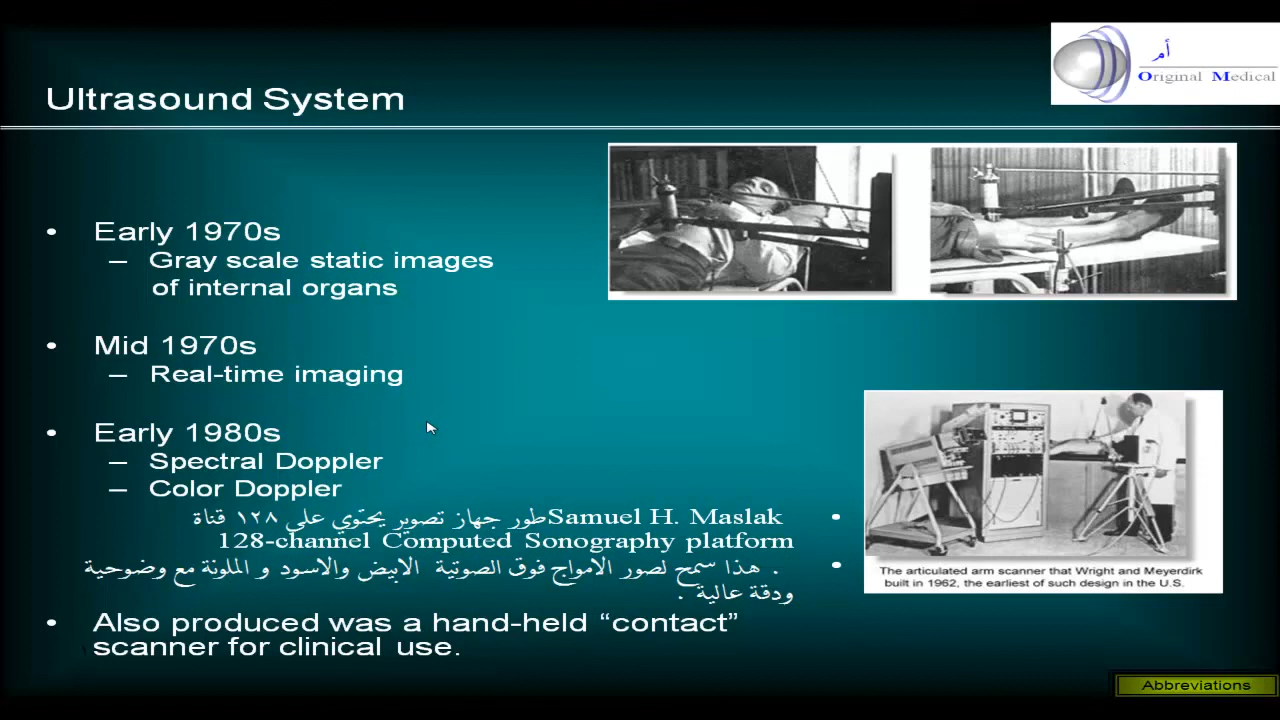 أم
Original Medical
Ultrasound System
• Early 1970s
– Gray scale static images
of internal organs
• Mid 1970s
– Real-time imaging
• Early 1980s
– Spectral Doppler
– Color Doppler
• Samuel H. Maslak طور جهاز تصوير يحتوي على ١٢٨ قناة
128-channel Computed Sonography platform
• . هذا سمح لصور الامواج فوق الصوتية الابيض والاسود و الملونة مع وضوحية
ودقة عالية .
• Also produced was a hand-held “contact”
scanner for clinical use.
The articulated arm scanner that Wright and Meyerdirk
built in 1962, the earliest of such design in the U.S.
Abbreviations